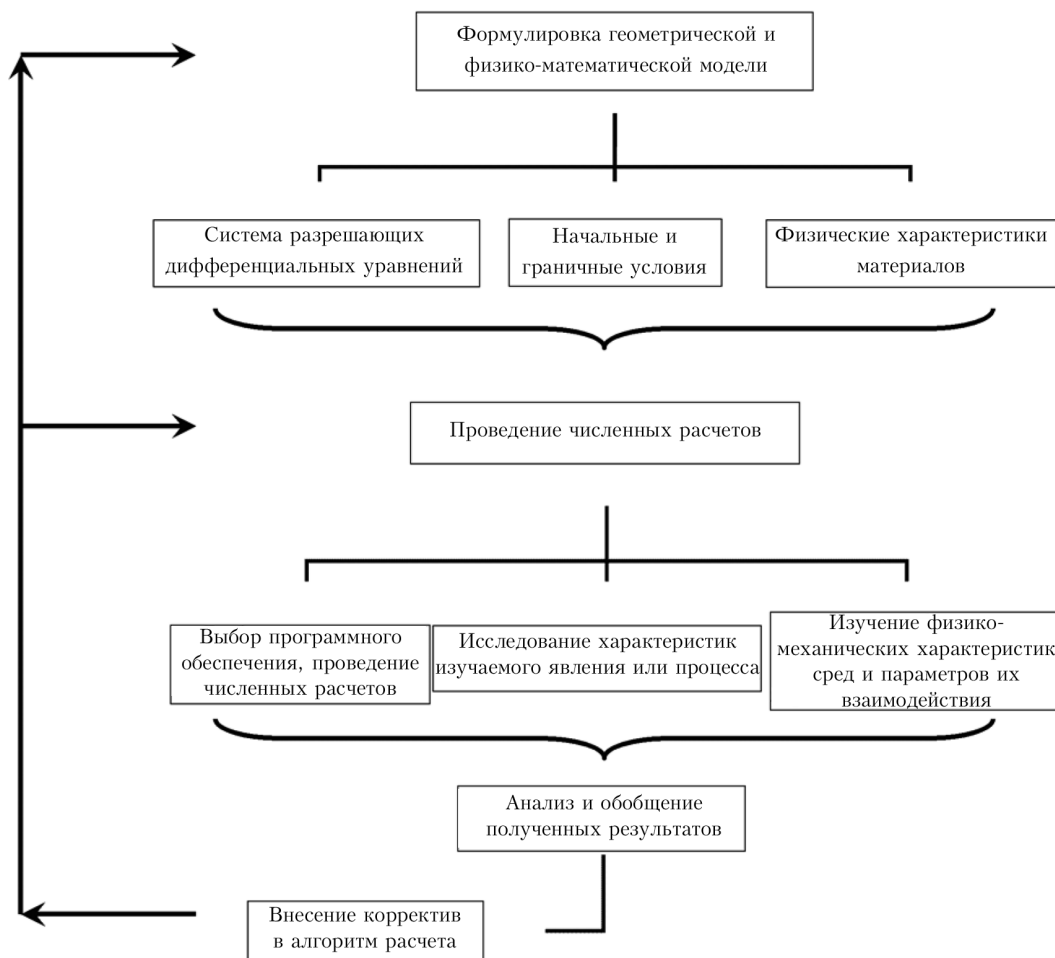 Формулировка геометрической и
физико-математической модели
Система разрешающих
дифференциальных уравнений
Начальные и
граничные условия
Физические характеристики
материалов
Проведение численных расчетов
Выбор программного
обеспечения, проведение
численных расчетов
Исследование характеристик
изучаемого явления или процесса
Изучение физико-
механических характеристик
сред и параметров их
взаимодействия
Анализ и обобщение
полученных результатов
Внесение корректив
в алгоритм расчета